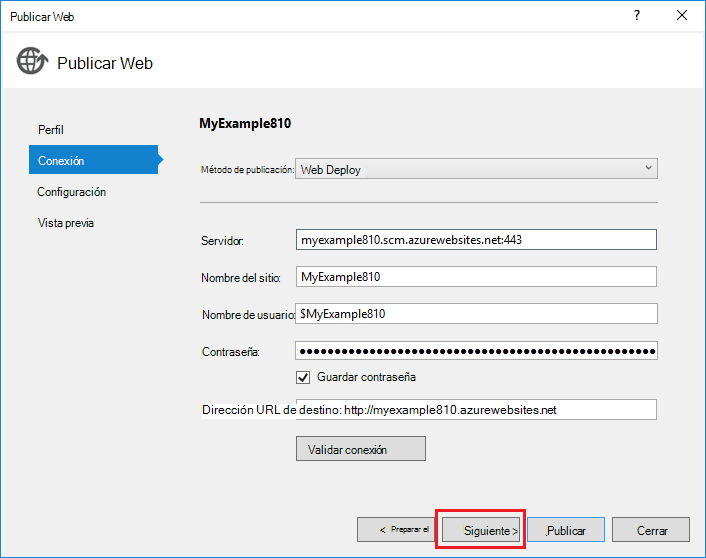 Publicar Web
?
Publicar Web
Perfil
Conexión
Configuración
Vista previa
MyExample810
Método de publicación: Web Deploy
Servidor: myexample810.scm.azurewebsites.net:443
Nombre del sitio: MyExample810
Nombre de usuario: $MyExample810
Contraseña:
Guardar contraseña
Dirección URL de destino: http://myexample810.azurewebsites.net
Validar conexión
< Preparar el
Siguiente >
Publicar
Cerrar